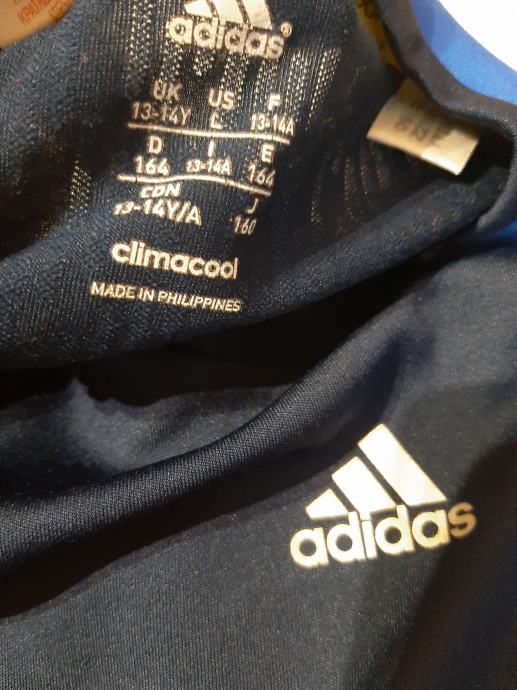 adidas®
UK US F
13-14Y L 13-14A
D I E
164 13-14A 164
CDN J
13-14Y/A 160
climacool
MADE IN PHILIPPINES
adidas